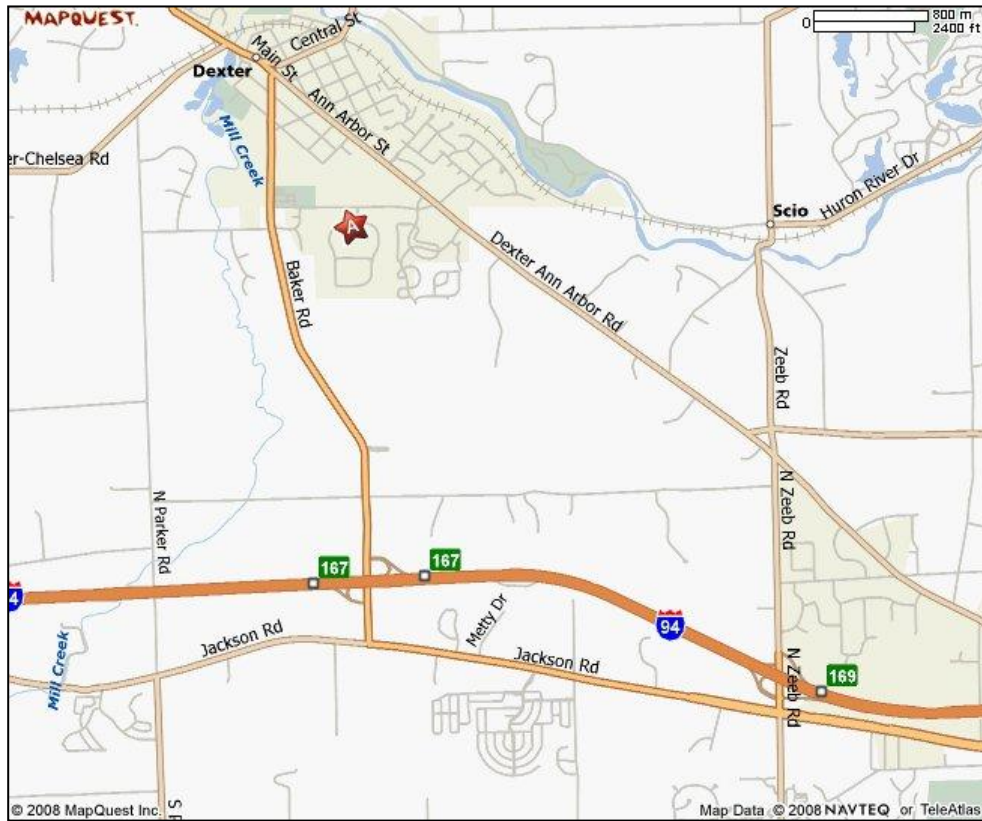 MAPQUEST.
0
800 m
2400 ft
Central St
Main St
Dexter
Ann Arbor St
Mill Creek
er-Chelsea Rd
Huron River Dr
Scio
A
Dexter Ann Arbor Rd
Baker Rd
Zeeb Rd
N Zeeb Rd
N Parker Rd
167
167
4
94
Metty Dr
Jackson Rd
Jackson Rd
N Zeeb Rd
169
Mill Creek
S P
© 2008 MapQuest Inc.
Map Data © 2008 NAVTEQ or TeleAtlas